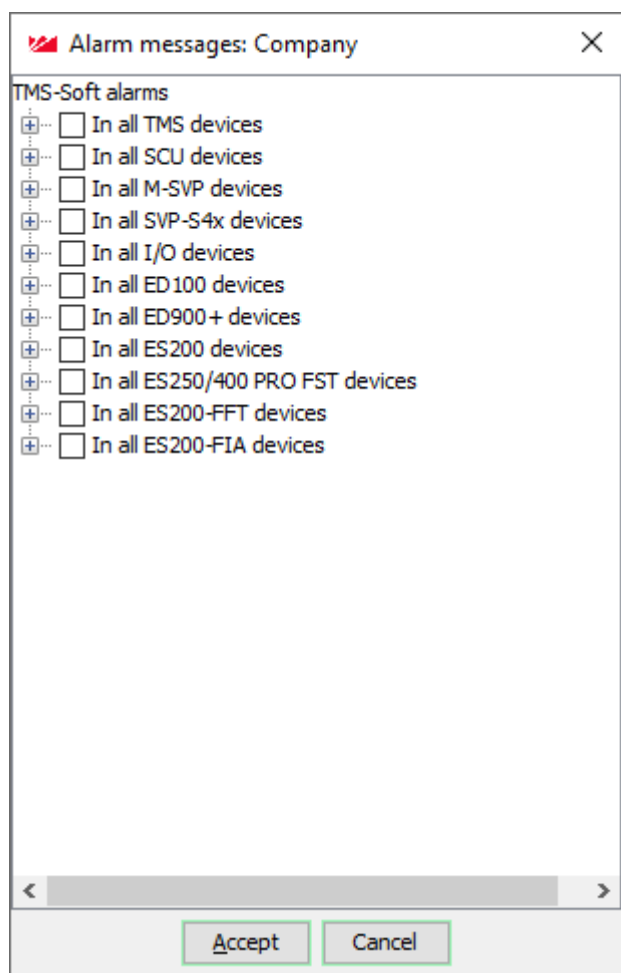 Alarm messages: Company
TMS-Soft alarms
In all TMS devices
In all SCU devices
In all M-SVP devices
In all SVP-S4x devices
In all I/O devices
In all ED100 devices
In all ED900+ devices
In all ES200 devices
In all ES250/400 PRO FST devices
In all ES200-FFT devices
In all ES200-FIA devices
Accept Cancel